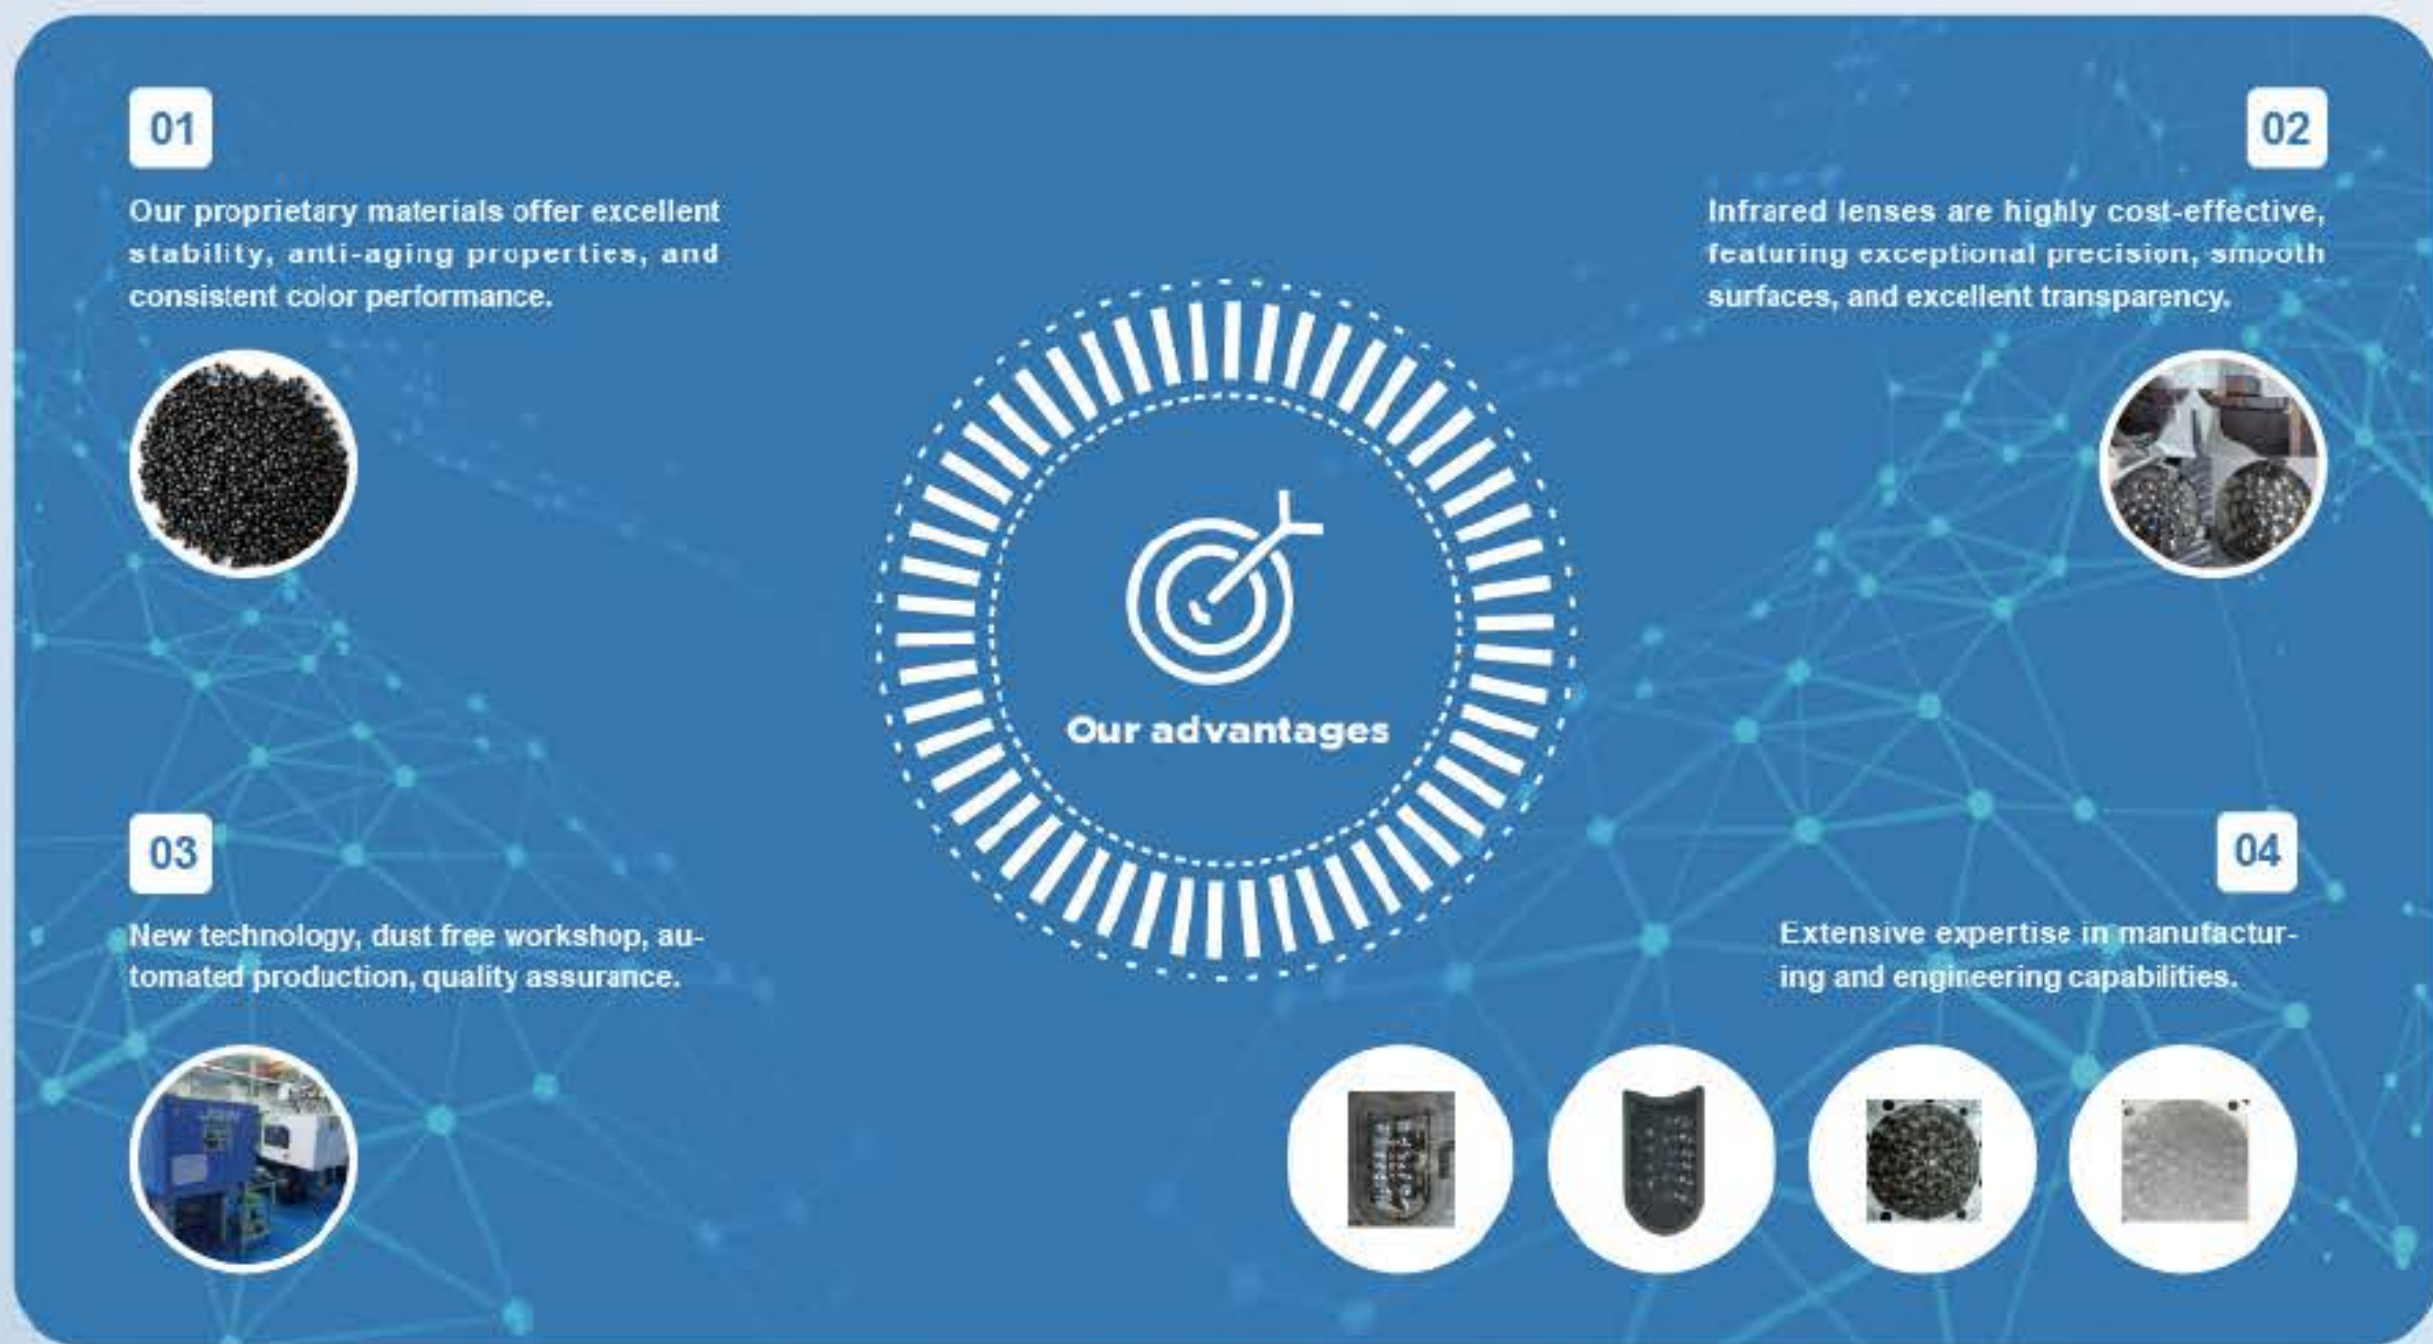 01
Our proprietary materials offer excellent
stability, anti-aging properties, and
consistent color performance.
02
Infrared lenses are highly cost-effective,
featuring exceptional precision, smooth
surfaces, and excellent transparency.
Our advantages
03
New technology, dust free workshop, au-
tomated production, quality assurance.
04
Extensive expertise in manufactur-
ing and engineering capabilities.